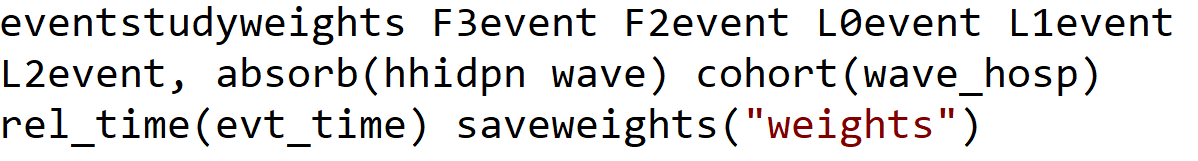 eventstudyweights F3event F2event L0event L1event
L2event, absorb(hhidpn wave) cohort(wave_hosp)
rel_time(evt_time) saveweights("weights")